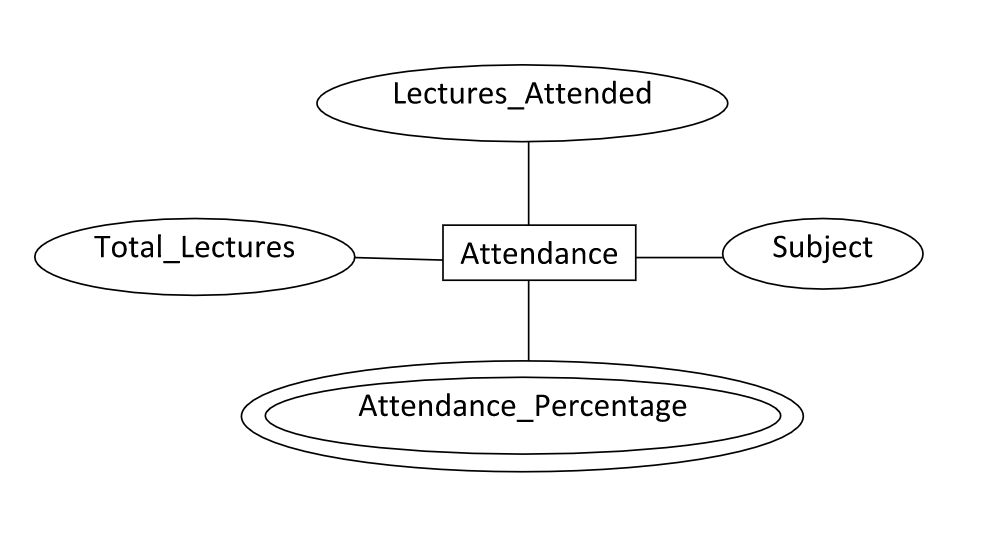 Lectures_Attended
Total_Lectures
Attendance
Subject
Attendance_Percentage